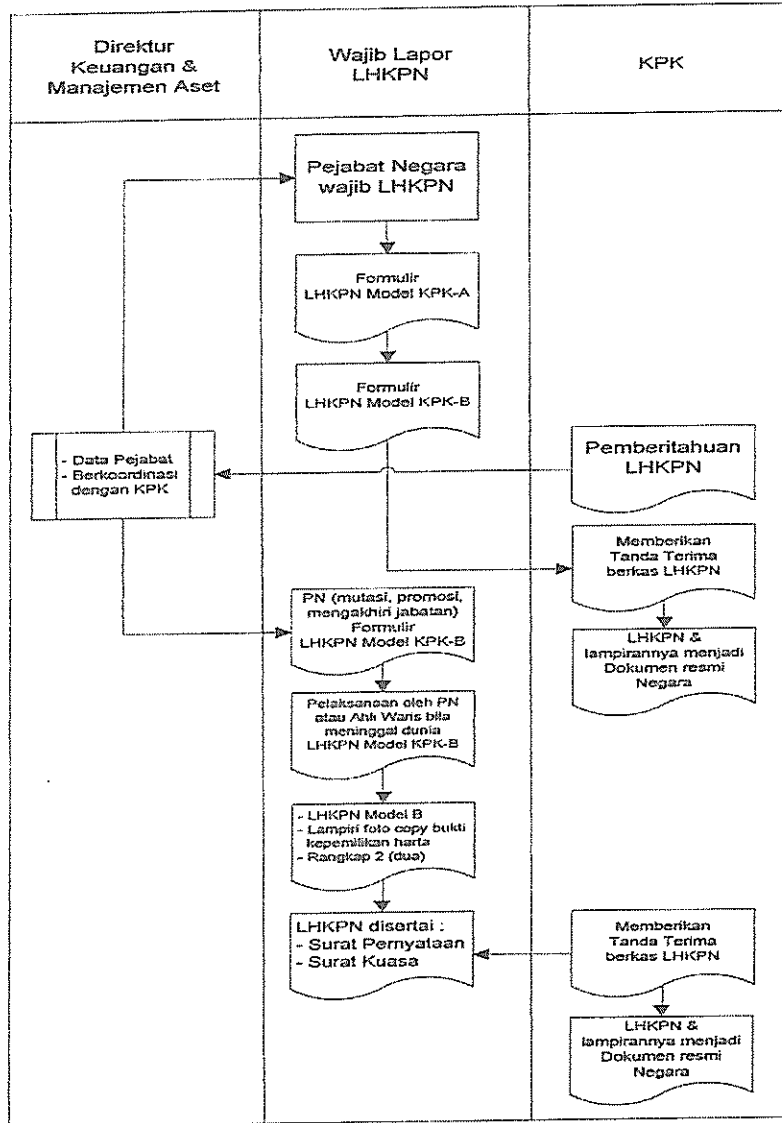 Direktur
Keuangan &
Manajemen Aset
Wajib Lapor
LHKPN
KPK
Pejabat Negara
wajib LHKPN
Formulir
LHKPN Model KPK-A
Formulir
LHKPN Model KPK-B
- Data Pejabat
- Berkoordinasi
dengan KPK
Pemberitahuan
LHKPN
Memberikan
Tanda Terima
berkas LHKPN
LHKPN &
lampirannya menjadi
Dokumen resmi
Negara
PN (mutasi, promosi,
mengakhiri jabatan)
Formulir
LHKPN Model KPK-B
Pelaksanaan oleh PN
atau Ahli Waris bila
meninggal dunia
LHKPN Model KPK-B
- LHKPN Model B
- Lampiri foto copy bukti
kepemilikan harta
- Rangkap 2 (dua)
LHKPN disertai :
- Surat Pernyataan
- Surat Kuasa
Memberikan
Tanda Terima
berkas LHKPN
LHKPN &
lampirannya menjadi
Dokumen resmi
Negara